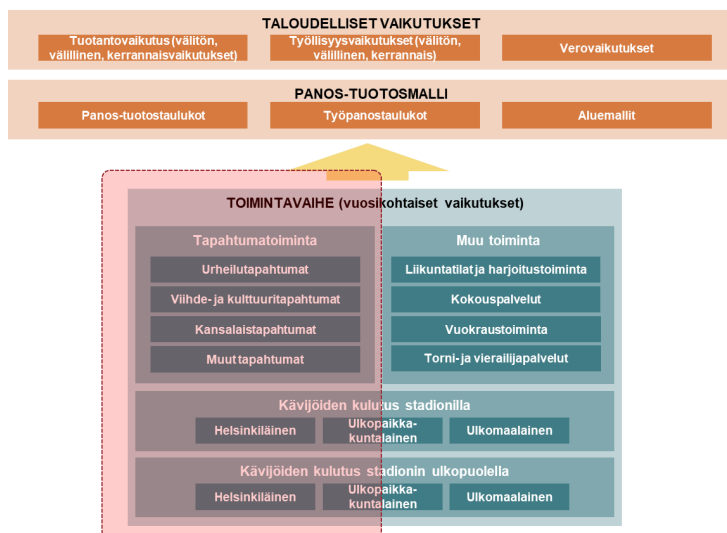 TALOUDELLISET VAIKUTUKSET
Tuotantovaikutus (välitön,
välillinen, kerrannaisvaikutukset)
Työllisyysvaikutukset (välitön,
välillinen, kerrannais)
Verovaikutukset
PANOS-TUOTOSMALLI
Panos-tuotostaulukot
Työpanostaulukot
Aluemallit
TOIMINTAVAIHE (vuosikohtaiset vaikutukset)
Tapahtumatoiminta
Urheilutapahtumat
Viihde- ja kulttuuritapahtumat
Kansalaistapahtumat
Muut tapahtumat
Muu toiminta
Liikuntatilat ja harjoitustoiminta
Kokouspalvelut
Vuokraustoiminta
Torni- ja vierailijapalvelut
Kävijöiden kulutus stadionilla
Helsinkiläinen
Ulkopaikka-
kuntalainen
Ulkomaalainen
Kävijöiden kulutus stadionin ulkopuolella
Helsinkiläinen
Ulkopaikka-
kuntalainen
Ulkomaalainen